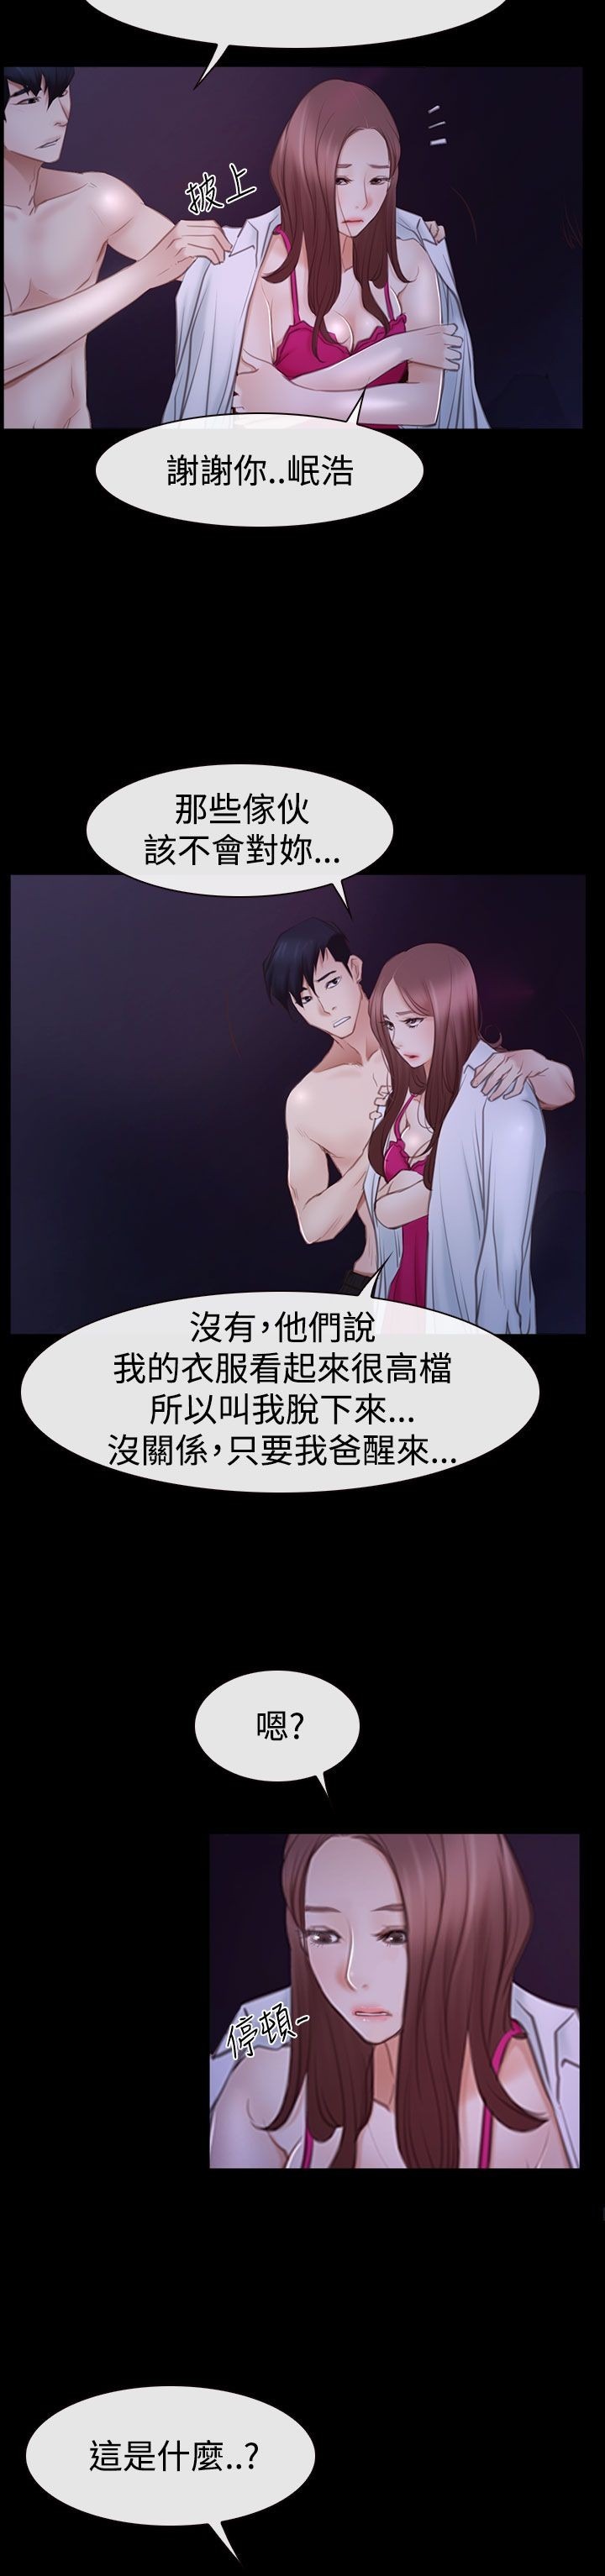 披上
謝謝你..岷浩
那些傢伙
該不會對妳...
沒有,他們說
我的衣服看起來很高檔
所以叫我脫下來...
沒關係,只要我爸醒來...
嗯?
停頓-
這是什麼..?